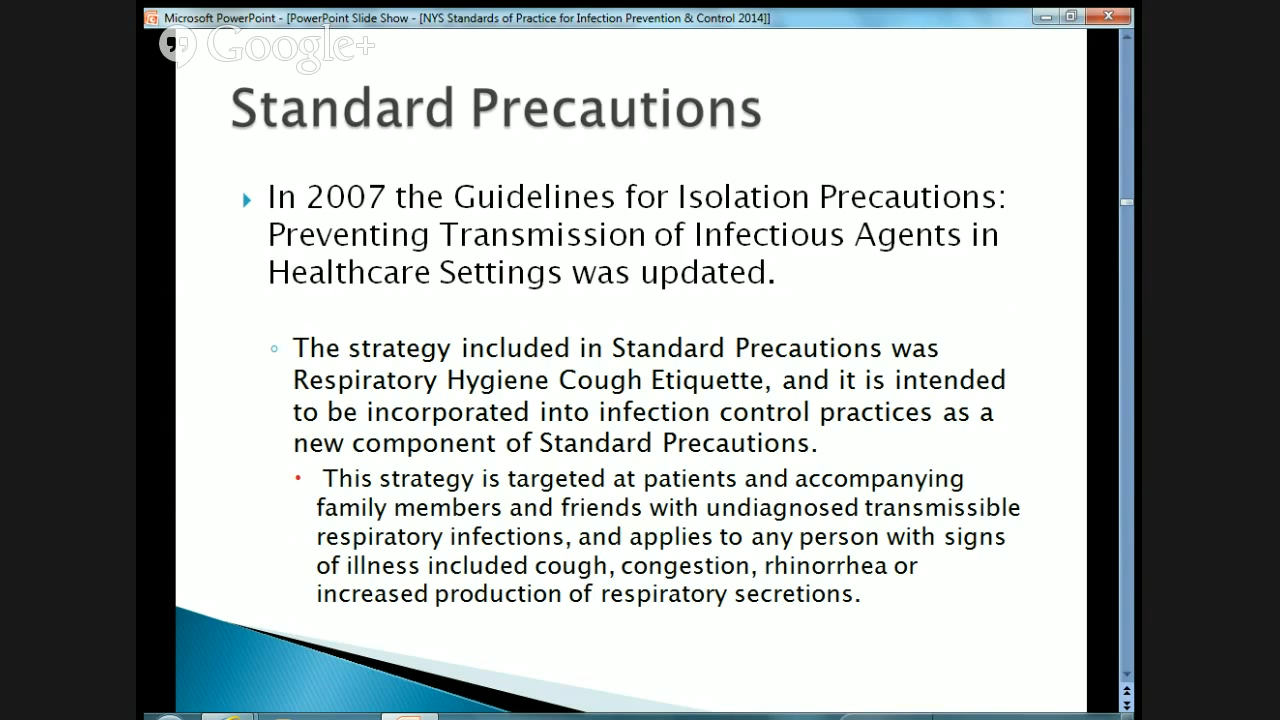 Microsoft PowerPoint - [PowerPoint Slide Show - [NYS Standards of Practice for Infection Prevention & Control 2014]]
Google+
Standard Precautions
In 2007 the Guidelines for Isolation Precautions:
Preventing Transmission of Infectious Agents in
Healthcare Settings was updated.
The strategy included in Standard Precautions was
Respiratory Hygiene Cough Etiquette, and it is intended
to be incorporated into infection control practices as a
new component of Standard Precautions.
This strategy is targeted at patients and accompanying
family members and friends with undiagnosed transmissible
respiratory infections, and applies to any person with signs
of illness included cough, congestion, rhinorrhea or
increased production of respiratory secretions.